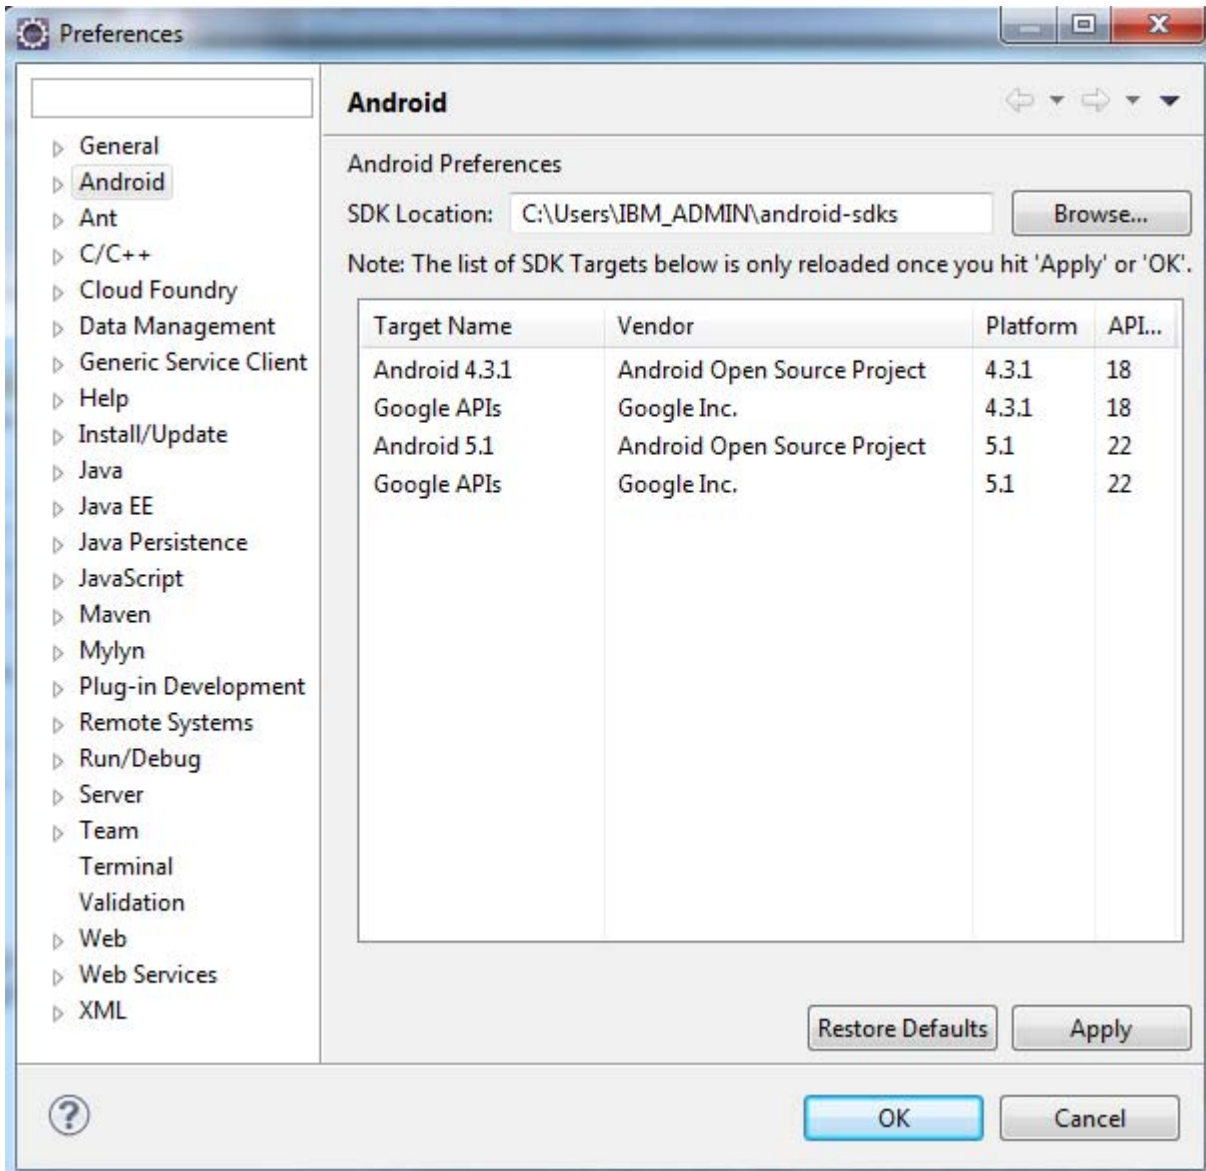 Preferences
Android
General
Android
Ant
C/C++
Cloud Foundry
Data Management
Generic Service Client
Help
Install/Update
Java
Java EE
Java Persistence
JavaScript
Maven
Mylyn
Plug-in Development
Remote Systems
Run/Debug
Server
Team
Terminal
Validation
Web
Web Services
XML
Android Preferences
SDK Location: C:\Users\IBM_ADMIN\android-sdks Browse...
Note: The list of SDK Targets below is only reloaded once you hit 'Apply' or 'OK'.
Target Name Vendor Platform API...
Android 4.3.1 Android Open Source Project 4.3.1 18
Google APIs Google Inc. 4.3.1 18
Android 5.1 Android Open Source Project 5.1 22
Google APIs Google Inc. 5.1 22
Restore Defaults Apply
? OK Cancel